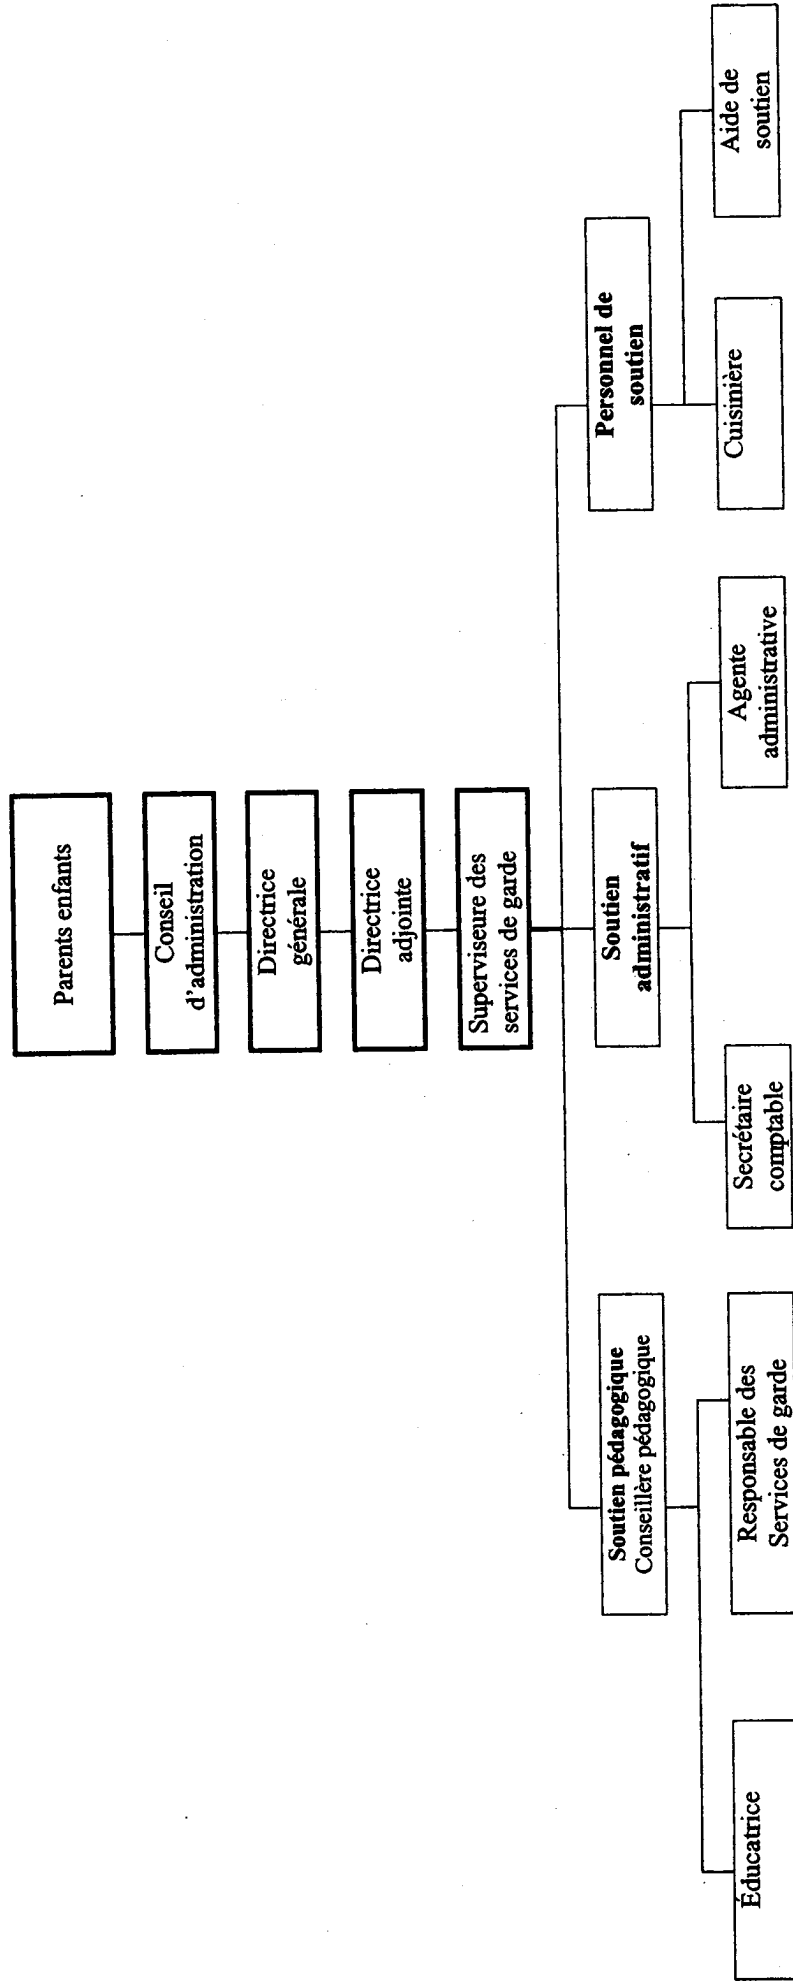 Parents enfants
Conseil
d'administration
Directrice
générale
Directrice
adjointe
Superviseure des
services de garde
Soutien pédagogique
Conseillère pédagogique
Soutien
administratif
Personnel de
soutien
Éducatrice
Responsable des
Services de garde
Secrétaire
comptable
Agente
administrative
Cuisinière
Aide de
soutien